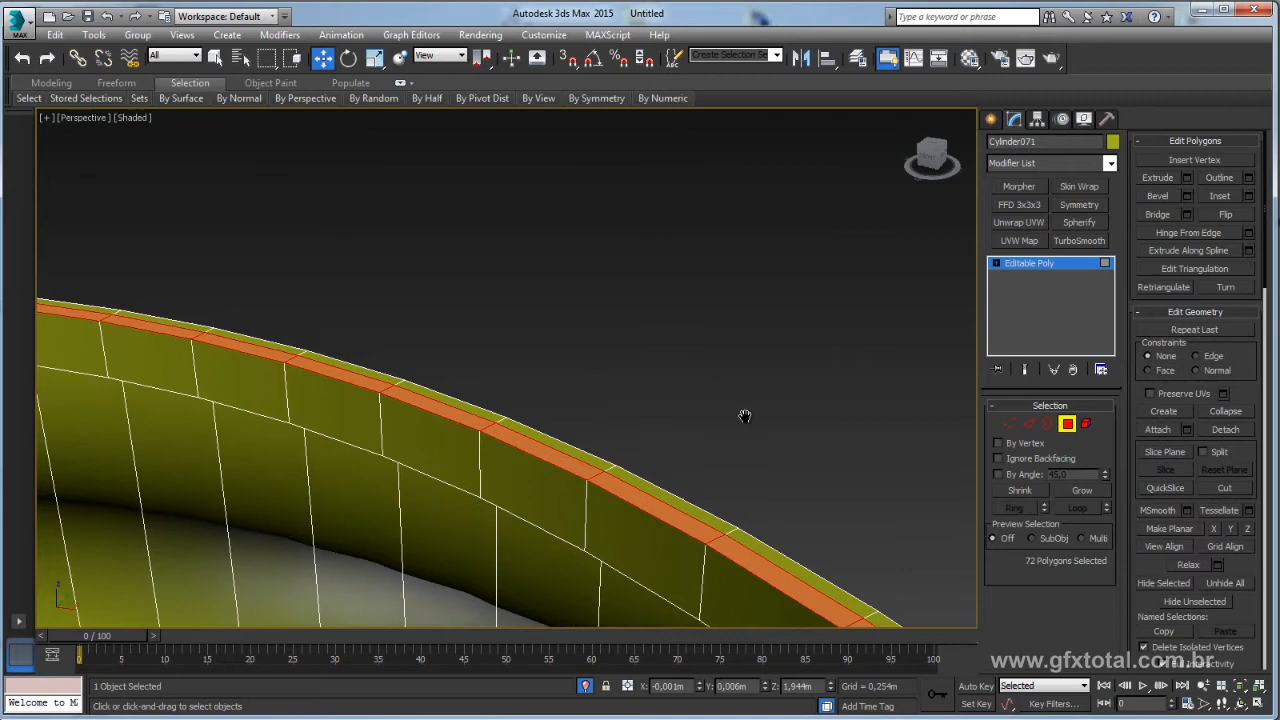 MAX
Workspace: Default
Autodesk 3ds Max 2015 Untitled
Type a keyword or phrase
Edit Tools Group Views Create Modifiers Animation Graph Editors Rendering Customize MAXScript Help
All
View
Create Selection Se
Modeling Freeform Selection Object Paint Populate
Select Stored Selections Sets By Surface By Normal By Perspective By Random By Half By Pivot Dist By View By Symmetry By Numeric
[+] [Perspective] [Shaded]
Cylinder071
Modifier List
Morpher Skin Wrap
FFD 3x3x3 Symmetry
Unwrap UVW Spherify
UVW Map TurboSmooth
Editable Poly
Selection
By Vertex
Ignore Backfacing
By Angle: 45,0
Shrink Grow
Ring Loop
Preview Selection
Off SubObj Multi
72 Polygons Selected
Edit Polygons
Insert Vertex
Extrude Outline
Bevel Inset
Bridge Flip
Hinge From Edge
Extrude Along Spline
Edit Triangulation
Retriangulate Turn
Edit Geometry
Repeat Last
Constraints
None Edge
Face Normal
Preserve UVs
Create Collapse
Attach Detach
Slice Plane Split
Slice Reset Plane
QuickSlice Cut
MSmooth Tessellate
Make Planar X Y Z
View Align Grid Align
Relax
Hide Selected Unhide All
Hide Unselected
Named Selections:
Copy Paste
Delete Isolated Vertices
Full Interactivity
www.gfxtotal.com.br
0 / 100
0 5 10 15 20 25 30 35 40 45 50 55 60 65 70 75 80 85 90 95 100
1 Object Selected
X: -0,001m Y: 0,006m Z: 1,944m Grid = 0,254m
Auto Key Selected
Welcome to M
Click or click-and-drag to select objects
Add Time Tag
Set Key Key Filters...
0